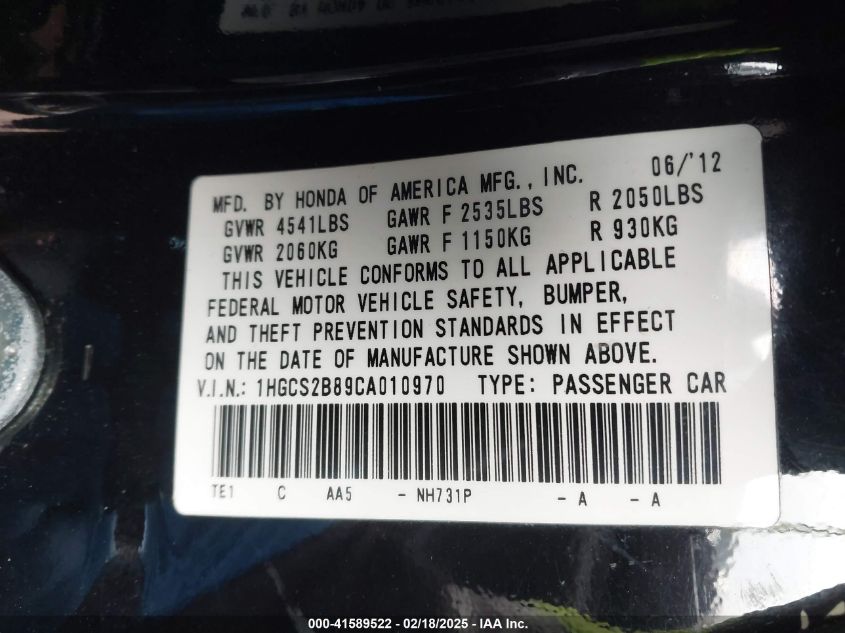 MFD. BY HONDA OF AMERICA MFG., INC. 06/'12
GVWR 4541LBS GAWR F 2535LBS R 2050LBS
GVWR 2060KG GAWR F 1150KG R 930KG
THIS VEHICLE CONFORMS TO ALL APPLICABLE
FEDERAL MOTOR VEHICLE SAFETY, BUMPER,
AND THEFT PREVENTION STANDARDS IN EFFECT
ON THE DATE OF MANUFACTURE SHOWN ABOVE.
V.I.N.: 1HGCS2B89CA010970 TYPE: PASSENGER CAR
TE1 C AA5 - NH731P - A - A
000-41589522 - 02/18/2025 - IAA Inc.